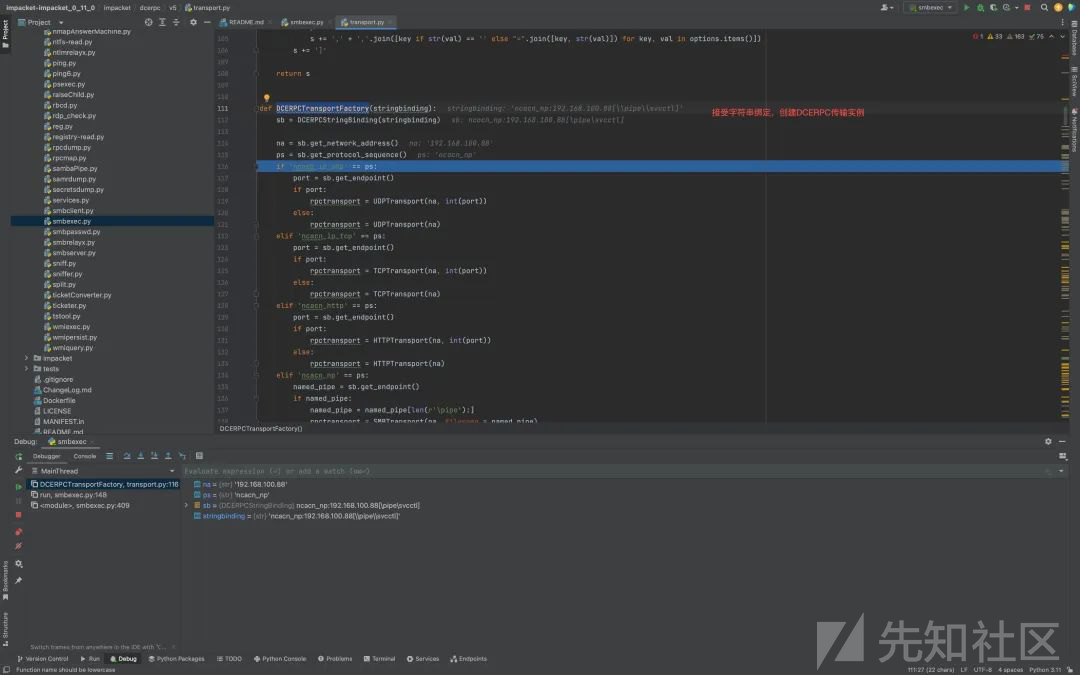 impacket-impacket_0_11_0 impacket dcerpc v5 transport.py
smbexec
Project
README.md smbexec.py transport.py
nmapAnswerMachine.py
ntfs-read.py
ntlmrelayx.py
ping.py
ping6.py
psexec.py
raiseChild.py
rbcd.py
rdp_check.py
reg.py
registry-read.py
rpcdump.py
rpcmap.py
sambaPipe.py
samrdump.py
secretsdump.py
services.py
smbclient.py
smbexec.py
smbpasswd.py
smbrelayx.py
smbserver.py
sniff.py
sniffer.py
split.py
ticketConverter.py
ticketer.py
tstool.py
wmiexec.py
wmipersist.py
wmiquery.py
impacket
tests
.gitignore
ChangeLog.md
Dockerfile
LICENSE
MANIFEST.in
README.md
1 33 163 75
105 s += ',' + ','.join([key if str(val) == '' else "=".join([key, str(val)]) for key, val in options.items()])
106 s += ']'
107
108 return s
109
110
111 def DCERPCTransportFactory(stringbinding): stringbinding: 'ncacn_np:192.168.100.88[\\pipe\\svcctl]'
接受字符串绑定，创建DCERPC传输实例
112 sb = DCERPCStringBinding(stringbinding) sb: ncacn_np:192.168.100.88[\pipe\svcctl]
113
114 na = sb.get_network_address() na: '192.168.100.88'
115 ps = sb.get_protocol_sequence() ps: 'ncacn_np'
116 if 'ncadg_ip_udp' == ps:
117 port = sb.get_endpoint()
118 if port:
119 rpctransport = UDPTransport(na, int(port))
120 else:
121 rpctransport = UDPTransport(na)
122 elif 'ncacn_ip_tcp' == ps:
123 port = sb.get_endpoint()
124 if port:
125 rpctransport = TCPTransport(na, int(port))
126 else:
127 rpctransport = TCPTransport(na)
128 elif 'ncacn_http' == ps:
129 port = sb.get_endpoint()
130 if port:
131 rpctransport = HTTPTransport(na, int(port))
132 else:
133 rpctransport = HTTPTransport(na)
134 elif 'ncacn_np' == ps:
135 named_pipe = sb.get_endpoint()
136 if named_pipe:
137 named_pipe = named_pipe[len(r'\pipe'):]
138 rpctransport = SMBTransport(na, filename = named_pipe)
DCERPCTransportFactory()
Project
Bookmarks
Structure
Database
SciView
Notifications
Debug: smbexec
Debugger Console
MainThread
Evaluate expression (⏎) or add a watch
DCERPCTransportFactory, transport.py:116
run, smbexec.py:148
<module>, smbexec.py:409
na = {str} '192.168.100.88'
ps = {str} 'ncacn_np'
sb = {DCERPCStringBinding} ncacn_np:192.168.100.88[\pipe\svcctl]
stringbinding = {str} 'ncacn_np:192.168.100.88[\\pipe\\svcctl]'
Switch frames from anywhere in the IDE with
Version Control Run Debug Python Packages TODO Python Console Problems Terminal Services Endpoints
Function name should be lowercase
111:27 (22 chars) LF UTF-8 4 spaces Python 3.11
先知社区